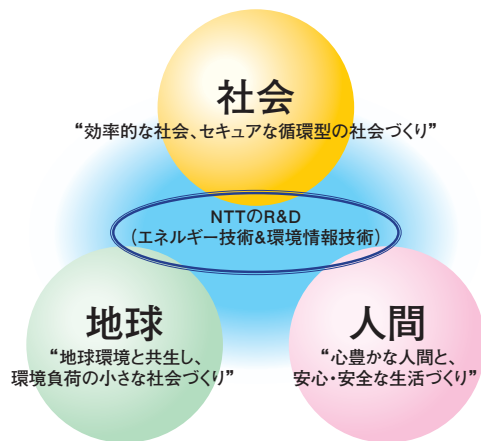 社会
“効率的な社会、セキュアな循環型の社会づくり”
NTTのR&D
（エネルギー技術&環境情報技術）
地球
“地球環境と共生し、
環境負荷の小さな社会づくり”
人間
“心豊かな人間と、
安心・安全な生活づくり”